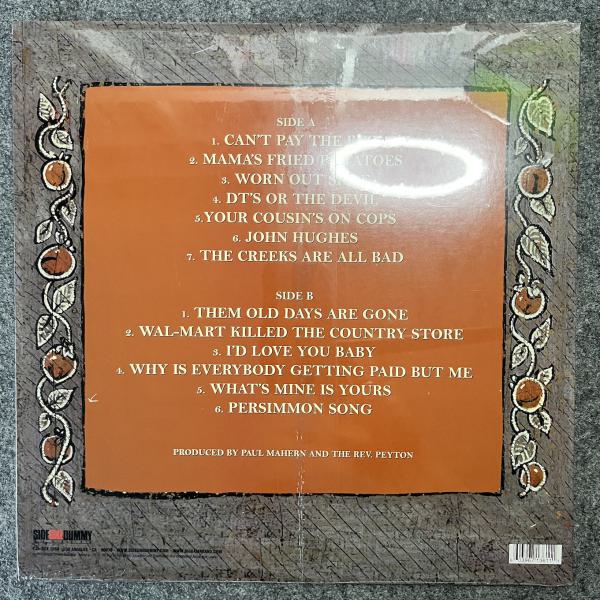 SIDE A
1. CAN'T PAY THE
2. MAMA'S FRIED POTATOES
3. WORN OUT
4. DT'S OR THE DEVIL
5.YOUR COUSIN'S ON COPS
6. JOHN HUGHES
7. THE CREEKS ARE ALL BAD
SIDE B
1. THEM OLD DAYS ARE GONE
2. WAL-MART KILLED THE COUNTRY STORE
3. I'D LOVE YOU BABY
4. WHY IS EVERYBODY GETTING PAID BUT ME
5. WHAT'S MINE IS YOURS
6. PERSIMMON SONG
PRODUCED BY PAUL MAHERN AND THE REV. PEYTON
SIDEONEDUMMY